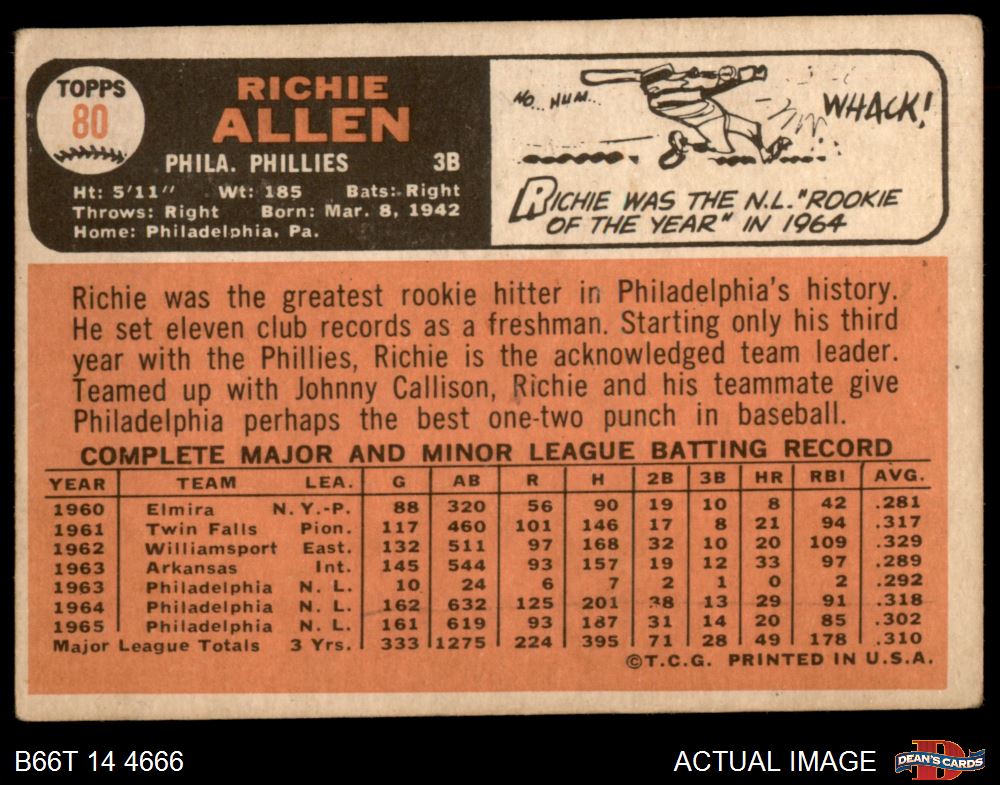 TOPPS
80
RICHIE
ALLEN
PHILA. PHILLIES 3B
Ht: 5'11" Wt: 185 Bats: Right
Throws: Right Born: Mar. 8, 1942
Home: Philadelphia, Pa.
HO... HUM...
WHACK!
RICHIE WAS THE N.L. "ROOKIE
OF THE YEAR" IN 1964
Richie was the greatest rookie hitter in Philadelphia's history.
He set eleven club records as a freshman. Starting only his third
year with the Phillies, Richie is the acknowledged team leader.
Teamed up with Johnny Callison, Richie and his teammate give
Philadelphia perhaps the best one-two punch in baseball.
COMPLETE MAJOR AND MINOR LEAGUE BATTING RECORD
YEAR TEAM LEA. G AB R H 2B 3B HR RBI AVG.
1960 Elmira N.Y.-P. 88 320 56 90 19 10 8 42 .281
1961 Twin Falls Pion. 117 460 101 146 17 8 21 94 .317
1962 Williamsport East. 132 511 97 168 32 10 20 109 .329
1963 Arkansas Int. 145 544 93 157 19 12 33 97 .289
1963 Philadelphia N. L. 10 24 6 7 2 1 0 2 .292
1964 Philadelphia N. L. 162 632 125 201 38 13 29 91 .318
1965 Philadelphia N. L. 161 619 93 187 31 14 20 85 .302
Major League Totals 3 Yrs. 333 1275 224 395 71 28 49 178 .310
©T.C.G. PRINTED IN U.S.A.
B66T 14 4666
ACTUAL IMAGE
DEAN'S CARDS